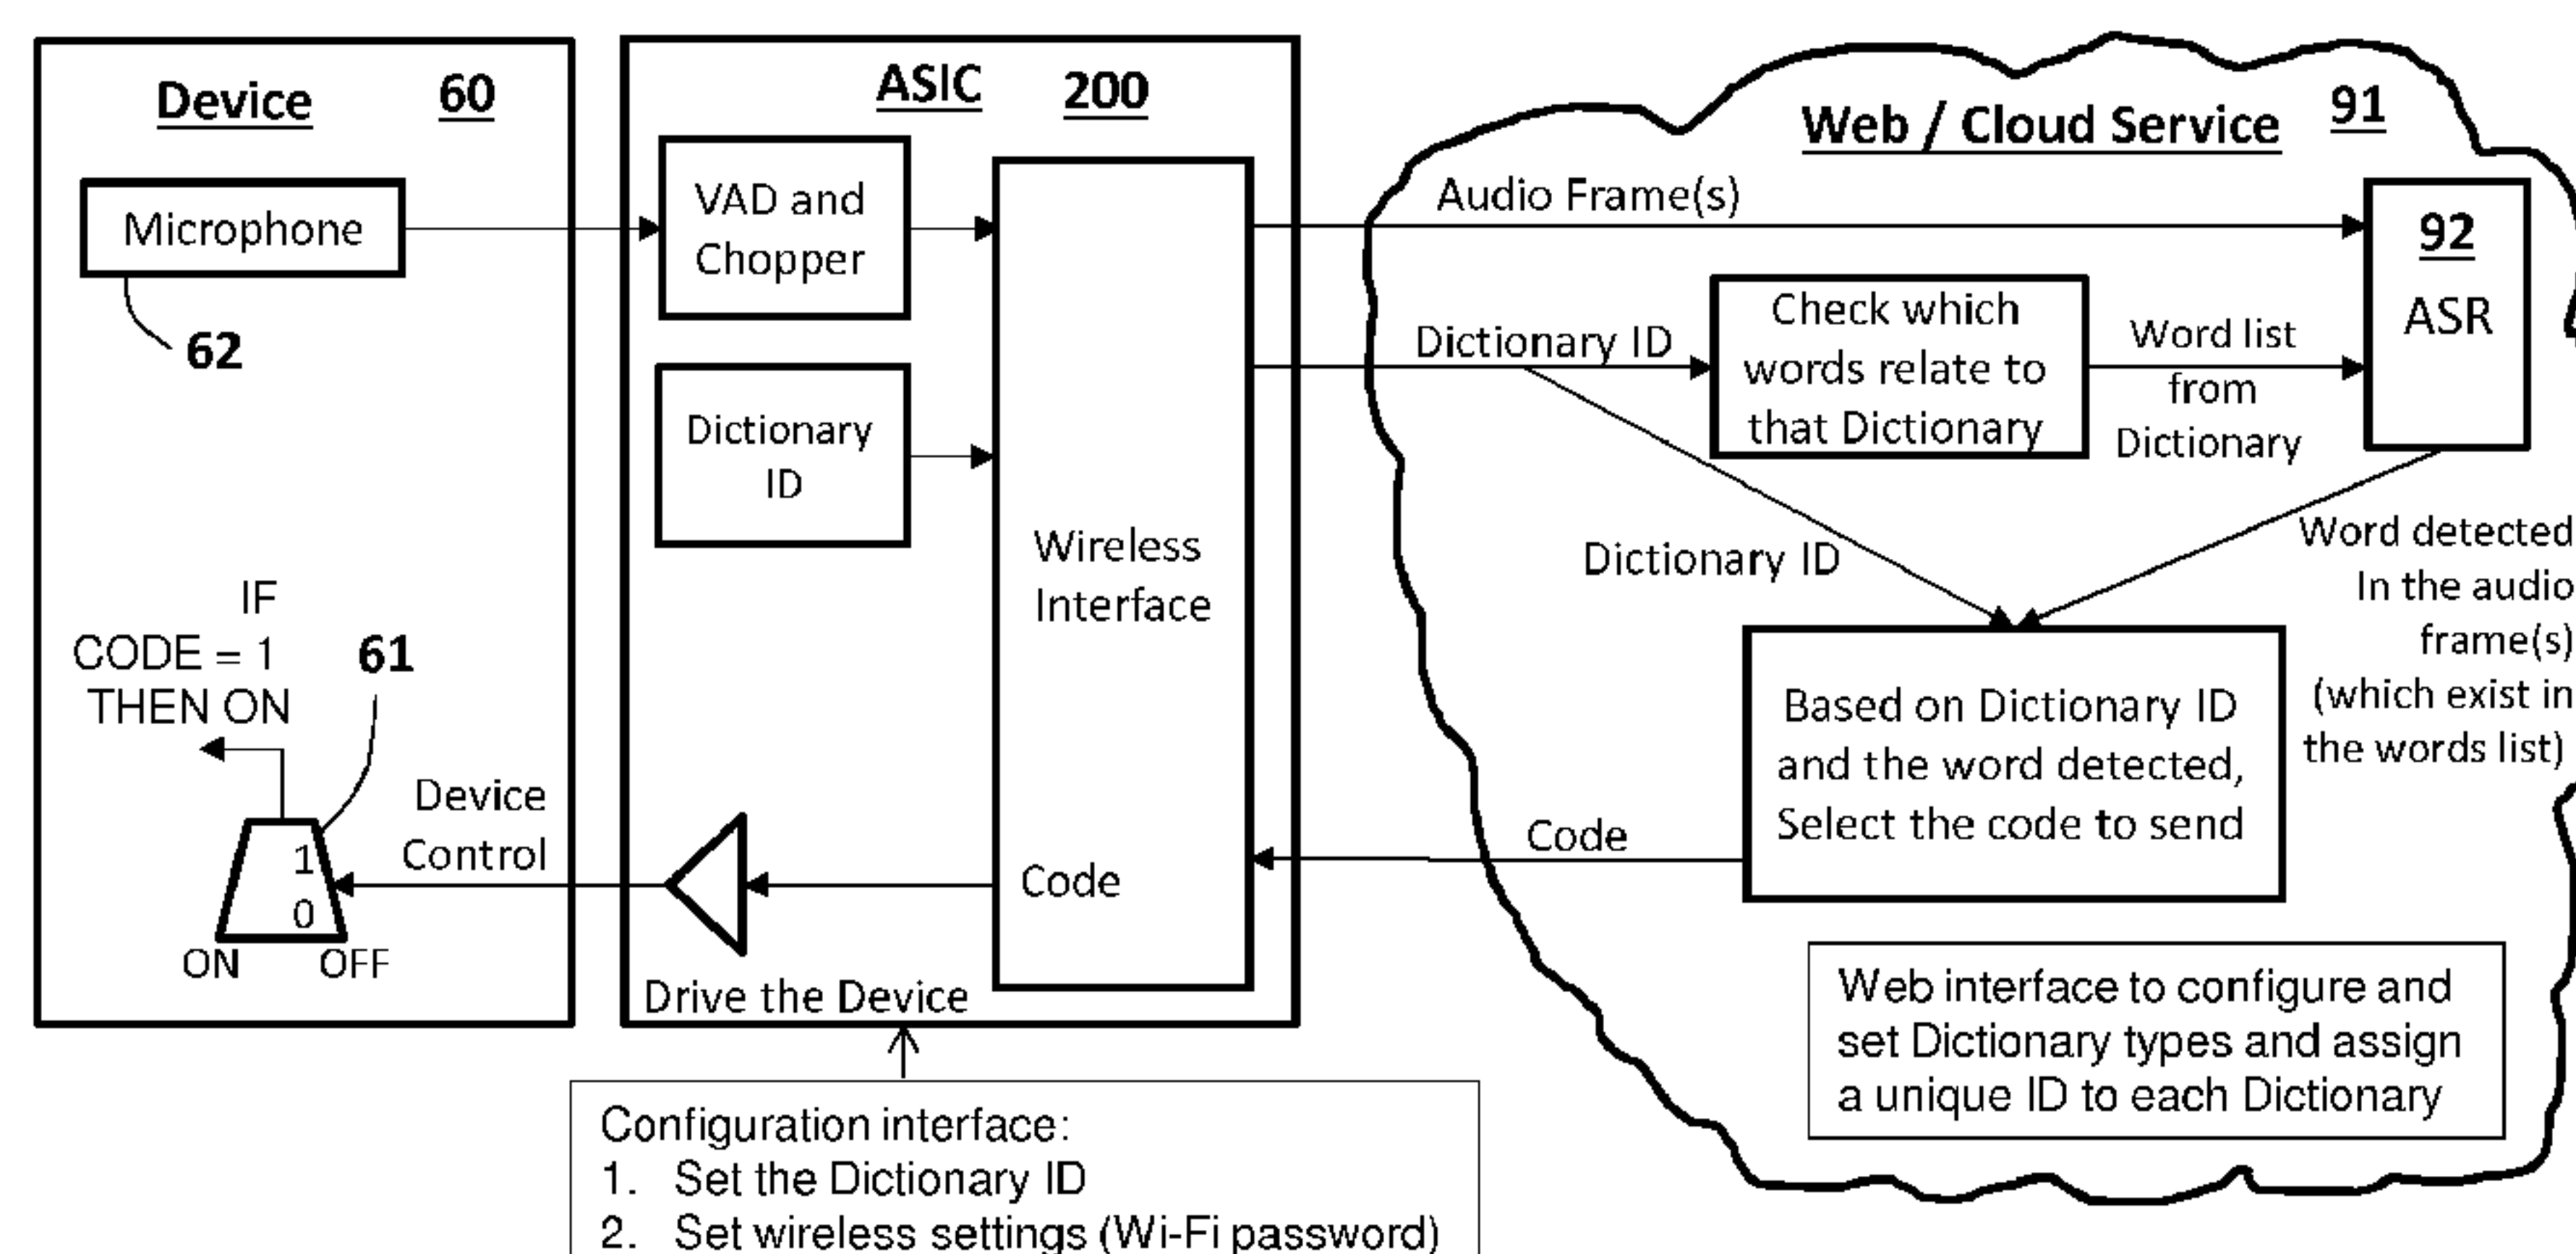 Device 60
Microphone
62
IF
CODE = 1
THEN ON
61
Device
Control
1
0
ON OFF
ASIC 200
VAD and
Chopper
Dictionary
ID
Wireless
Interface
Code
Drive the Device
Configuration interface:
1. Set the Dictionary ID
2. Set wireless settings (Wi-Fi password)
Web / Cloud Service 91
Audio Frame(s)
92
ASR
Dictionary ID
Check which
words relate to
that Dictionary
Word list
from
Dictionary
Dictionary ID
Word detected
In the audio
frame(s)
(which exist in
the words list)
Based on Dictionary ID
and the word detected,
Select the code to send
Code
Web interface to configure and
set Dictionary types and assign
a unique ID to each Dictionary